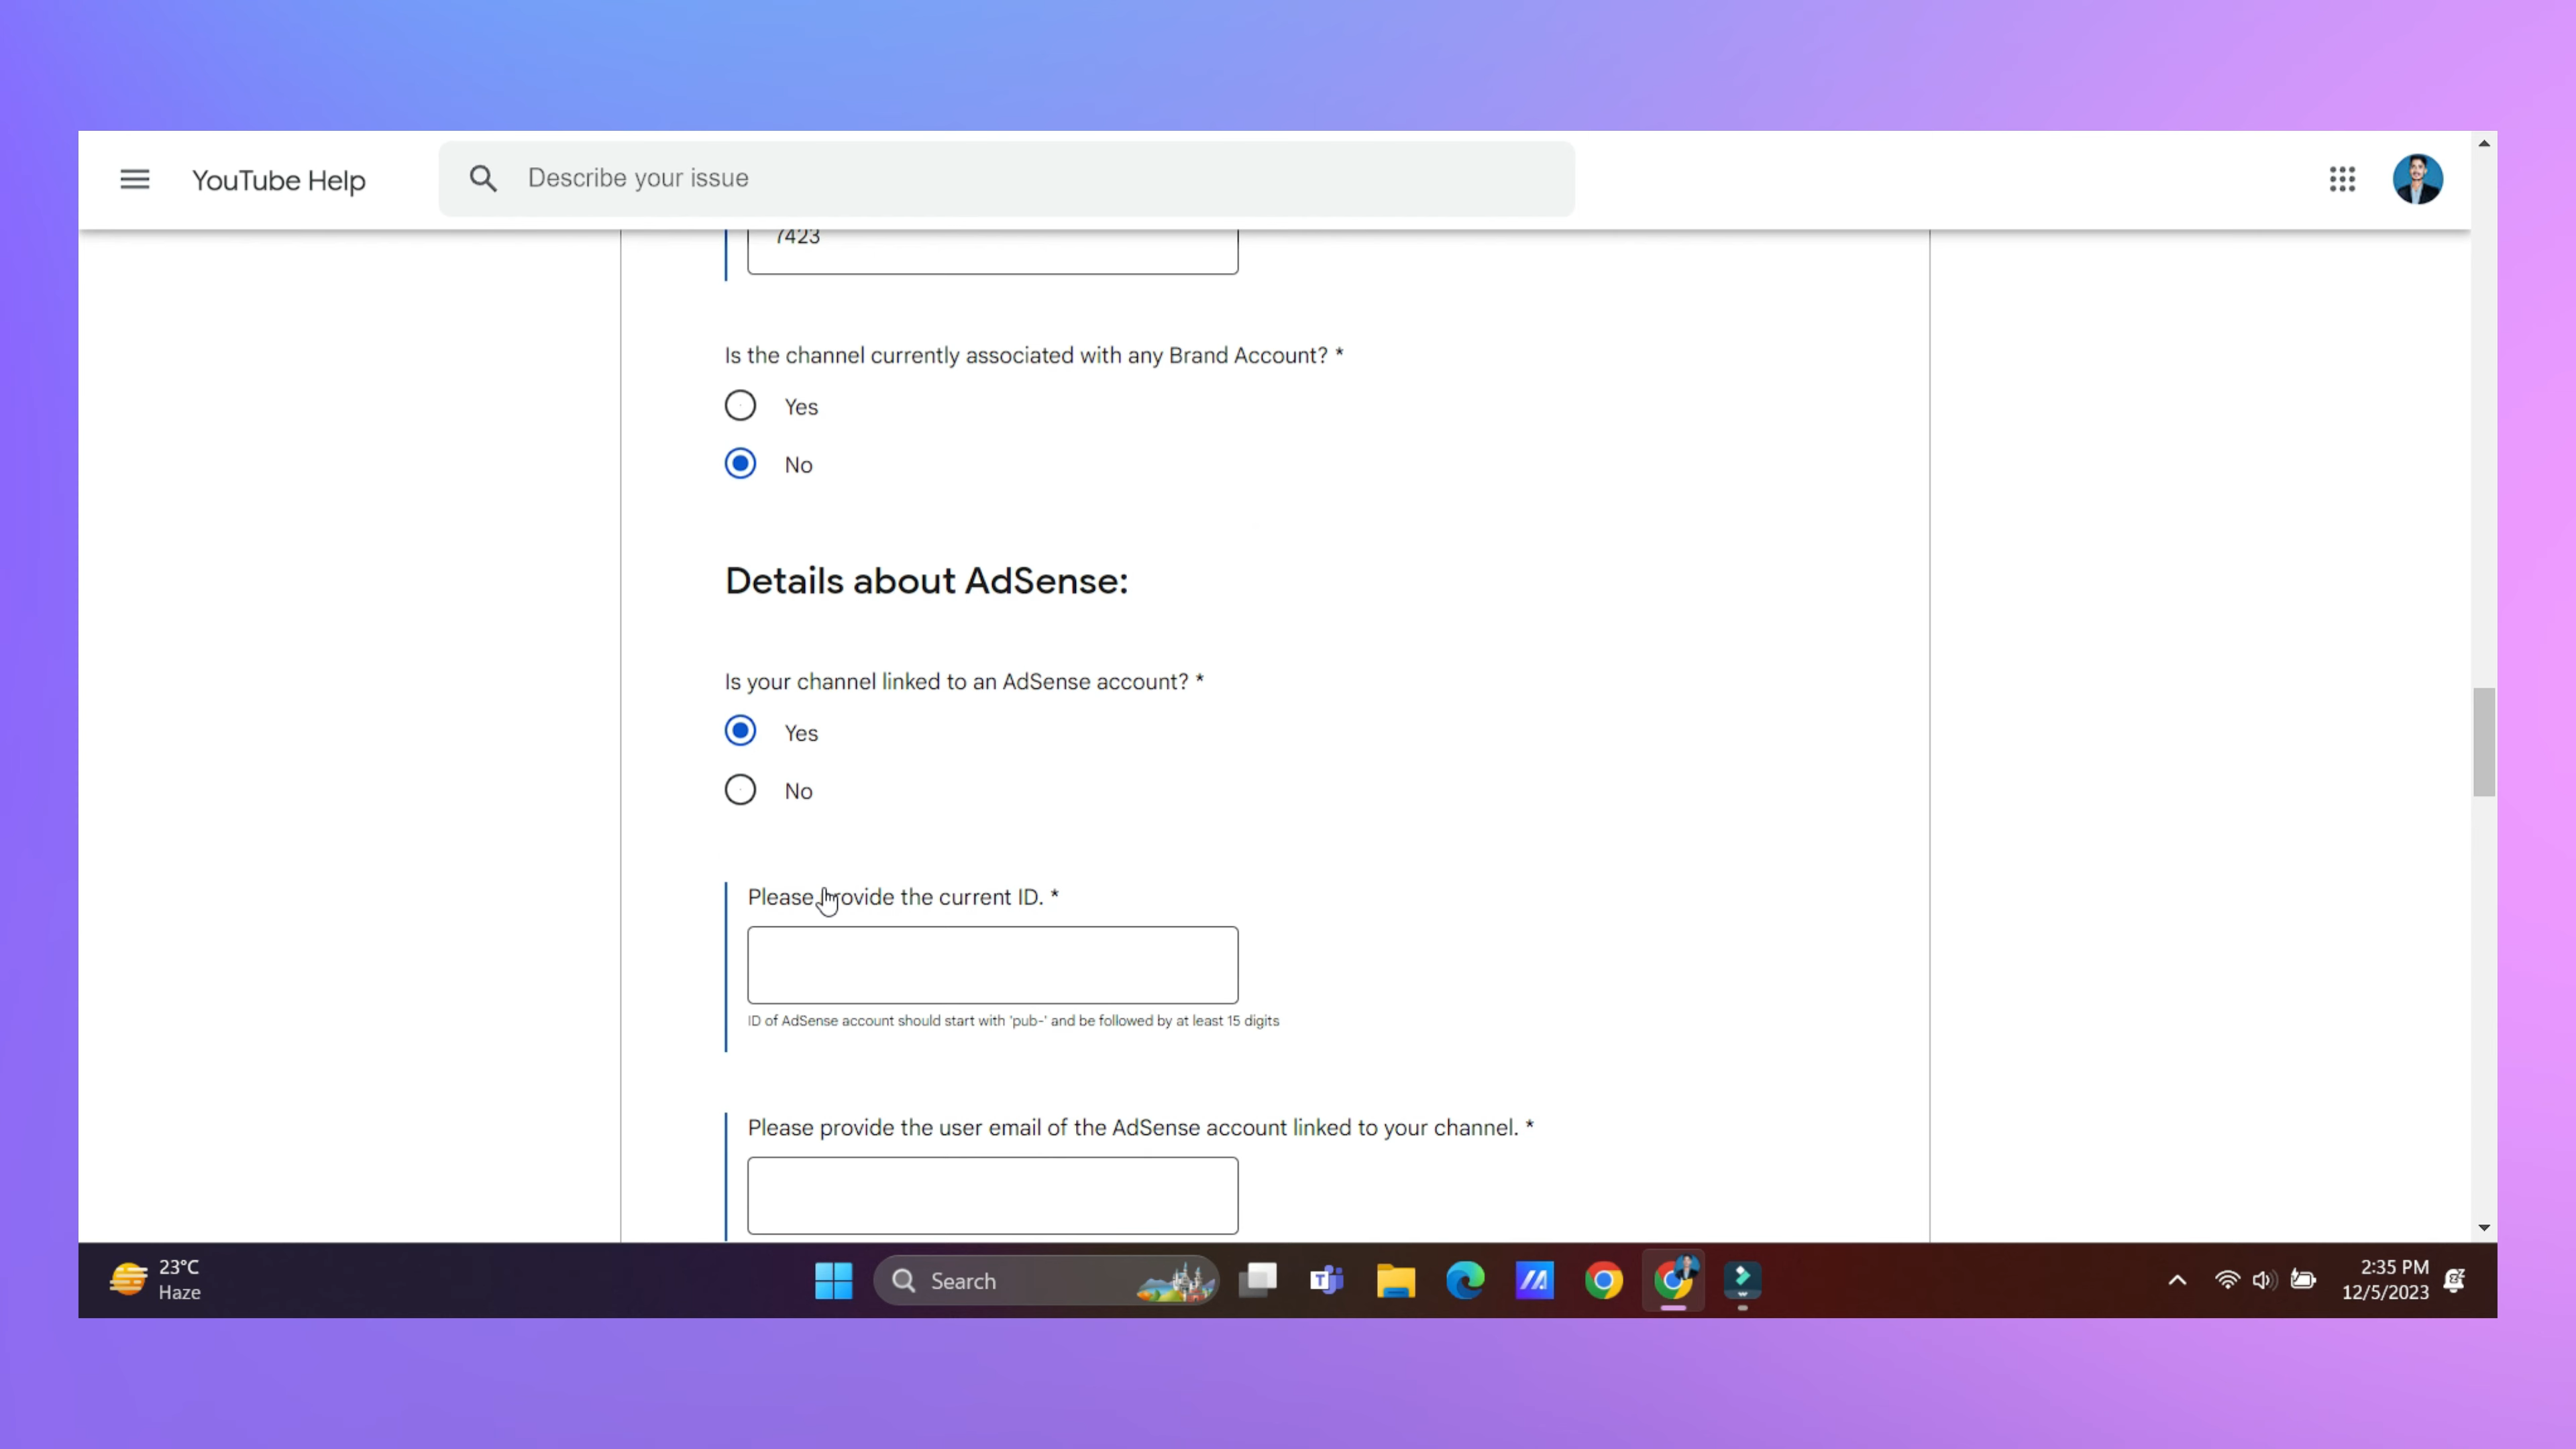 YouTube Help
Describe your issue
7423
Is the channel currently associated with any Brand Account? *
Yes
No
Details about AdSense:
Is your channel linked to an AdSense account? *
Yes
No
Please provide the current ID. *
ID of AdSense account should start with 'pub-' and be followed by at least 15 digits
Please provide the user email of the AdSense account linked to your channel. *
23°C
Haze
Search
2:35 PM
12/5/2023